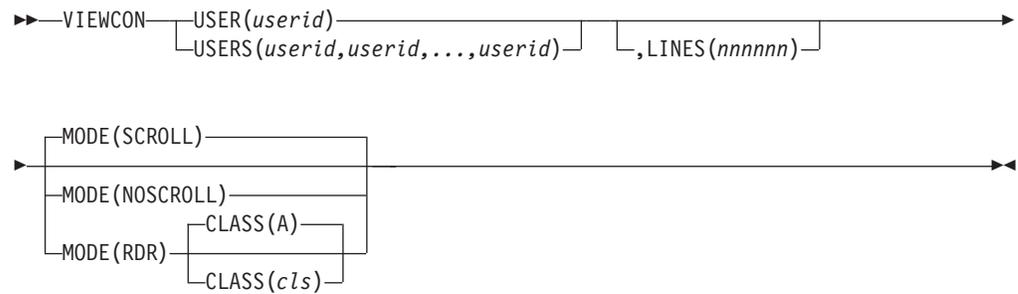 VIEWCON USER(userid)
USERS(userid,userid,...,userid) ,LINES(nnnnnn)
MODE(SCROLL)
MODE(NOSCROLL)
CLASS(A)
MODE(RDR)
CLASS(cls)